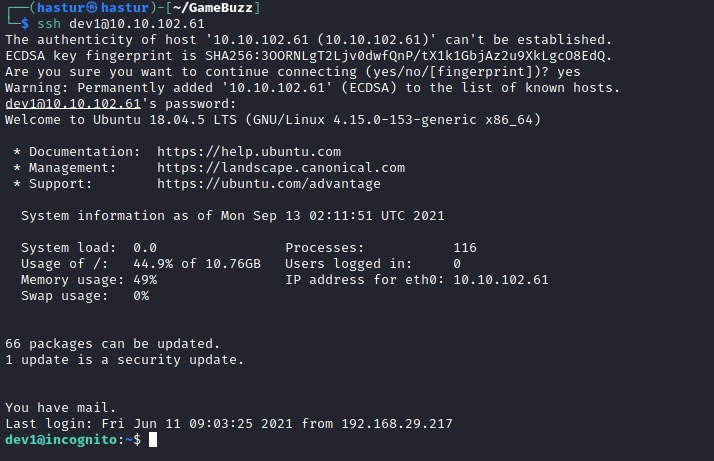 ┌──(hastur㉿hastur)-[~/GameBuzz]
└─$ ssh dev1@10.10.102.61
The authenticity of host '10.10.102.61 (10.10.102.61)' can't be established.
ECDSA key fingerprint is SHA256:3OORNLgT2Ljv0dwfQnP/tX1k1GbjAz2u9XkLgcO8EdQ.
Are you sure you want to continue connecting (yes/no/[fingerprint])? yes
Warning: Permanently added '10.10.102.61' (ECDSA) to the list of known hosts.
dev1@10.10.102.61's password:
Welcome to Ubuntu 18.04.5 LTS (GNU/Linux 4.15.0-153-generic x86_64)
* Documentation:  https://help.ubuntu.com
* Management:     https://landscape.canonical.com
* Support:        https://ubuntu.com/advantage
System information as of Mon Sep 13 02:11:51 UTC 2021
System load:  0.0                Processes:           116
Usage of /:   44.9% of 10.76GB   Users logged in:     0
Memory usage: 49%                IP address for eth0: 10.10.102.61
Swap usage:   0%
66 packages can be updated.
1 update is a security update.
You have mail.
Last login: Fri Jun 11 09:03:25 2021 from 192.168.29.217
dev1@incognito:~$